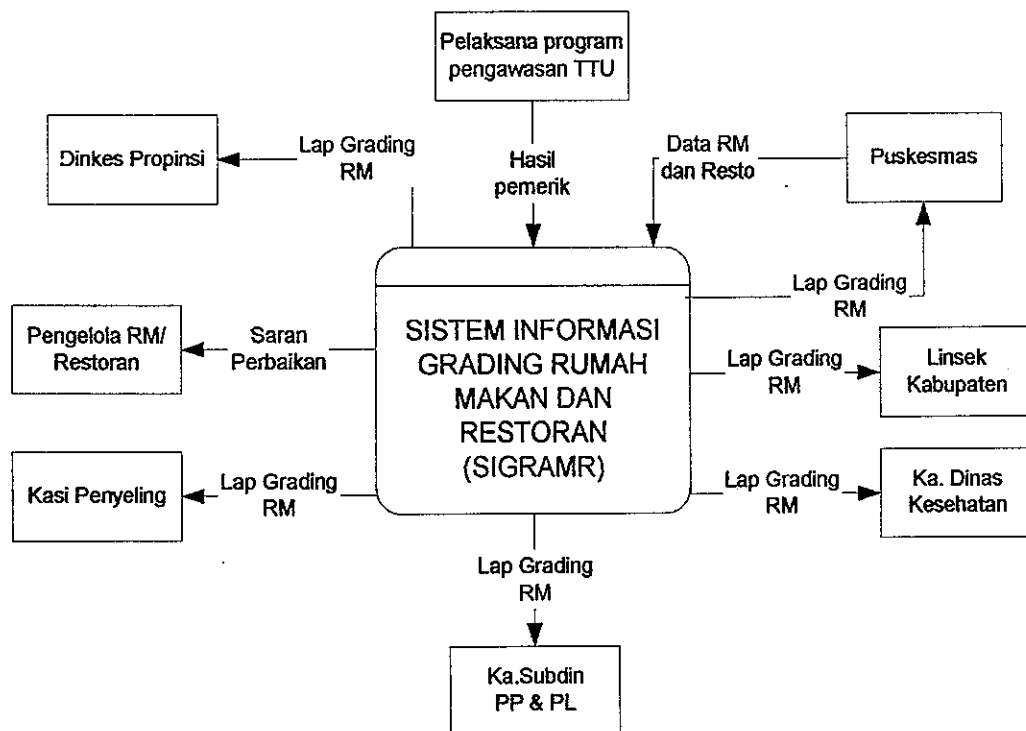 Pelaksana program
pengawasan TTU
Dinkes Propinsi
Lap Grading
RM
Hasil
pemerik
Data RM
dan Resto
Puskesmas
Lap Grading
RM
Pengelola RM/
Restoran
Saran
Perbaikan
SISTEM INFORMASI
GRADING RUMAH
MAKAN DAN
RESTORAN
(SIGRAMR)
Lap Grading
RM
Linsek
Kabupaten
Kasi Penyeling
Lap Grading
RM
Lap Grading
RM
Ka. Dinas
Kesehatan
Lap Grading
RM
Ka.Subdin
PP & PL